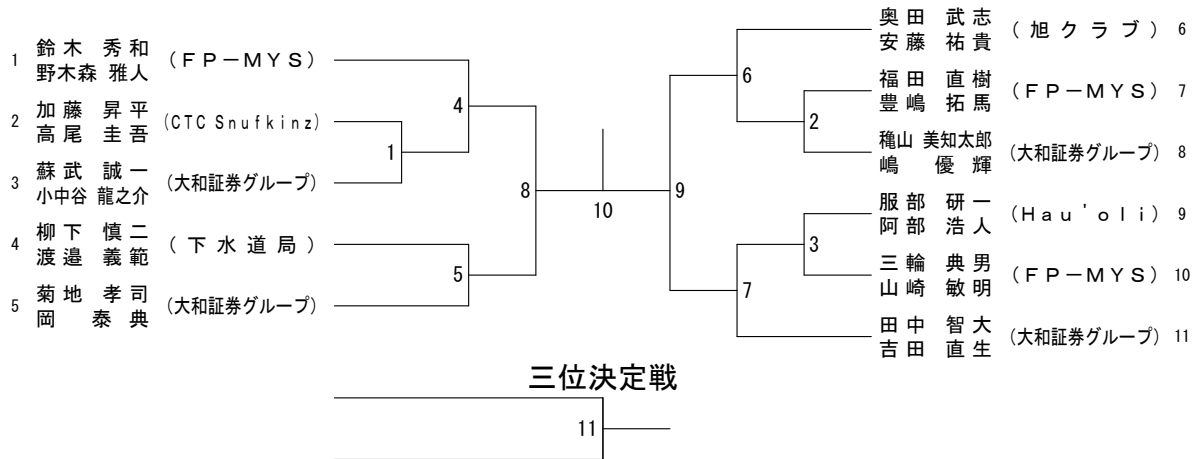 1 鈴木 秀和 (FP-MYS)
野木森 雅人
2 加藤 昇平 (CTC Snufkinz)
高尾 圭吾
3 蘇武 誠一 (大和証券グループ)
小中谷 龍之介
4 柳下 慎二 (下水道局)
渡邉 義範
5 菊地 孝司 (大和証券グループ)
岡 泰典
4
1
5
8
10
9
6
2
3
7
奥田 武志 (旭クラブ) 6
安藤 祐貴
福田 直樹 (FP-MYS) 7
豊嶋 拓馬
穐山 美知太郎 (大和証券グループ) 8
嶋 優輝
服部 研一 (Hau'oli) 9
阿部 浩人
三輪 典男 (FP-MYS) 10
山崎 敏明
田中 智大 (大和証券グループ) 11
吉田 直生
三位決定戦
11